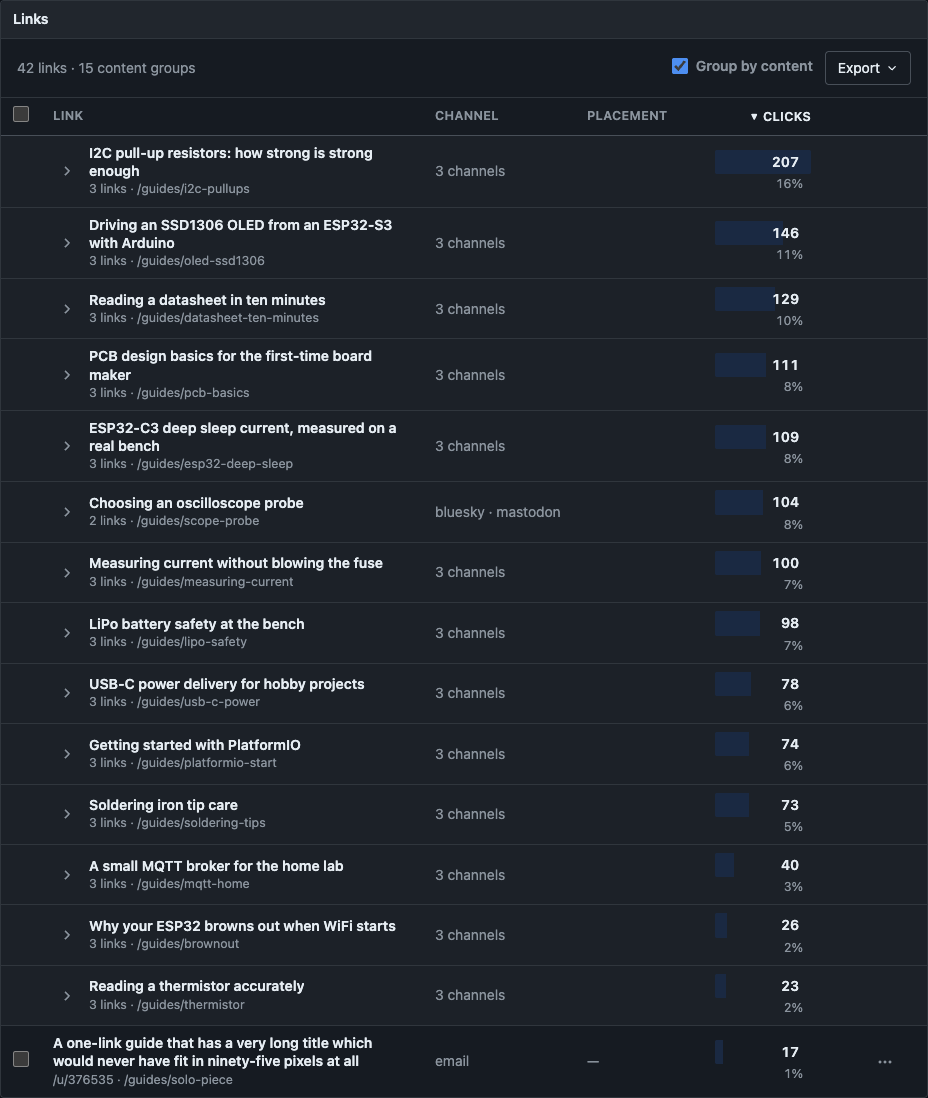 Links
42 links · 15 content groups
Group by content
Export
LINK CHANNEL PLACEMENT ▼ CLICKS
I2C pull-up resistors: how strong is strong
enough
3 links · /guides/i2c-pullups
3 channels
207
16%
Driving an SSD1306 OLED from an ESP32-S3
with Arduino
3 links · /guides/oled-ssd1306
3 channels
146
11%
Reading a datasheet in ten minutes
3 links · /guides/datasheet-ten-minutes
3 channels
129
10%
PCB design basics for the first-time board
maker
3 links · /guides/pcb-basics
3 channels
111
8%
ESP32-C3 deep sleep current, measured on a
real bench
3 links · /guides/esp32-deep-sleep
3 channels
109
8%
Choosing an oscilloscope probe
2 links · /guides/scope-probe
bluesky · mastodon
104
8%
Measuring current without blowing the fuse
3 links · /guides/measuring-current
3 channels
100
7%
LiPo battery safety at the bench
3 links · /guides/lipo-safety
3 channels
98
7%
USB-C power delivery for hobby projects
3 links · /guides/usb-c-power
3 channels
78
6%
Getting started with PlatformIO
3 links · /guides/platformio-start
3 channels
74
6%
Soldering iron tip care
3 links · /guides/soldering-tips
3 channels
73
5%
A small MQTT broker for the home lab
3 links · /guides/mqtt-home
3 channels
40
3%
Why your ESP32 browns out when WiFi starts
3 links · /guides/brownout
3 channels
26
2%
Reading a thermistor accurately
3 links · /guides/thermistor
3 channels
23
2%
A one-link guide that has a very long title which
would never have fit in ninety-five pixels at all
/u/376535 · /guides/solo-piece
email
—
17
1%